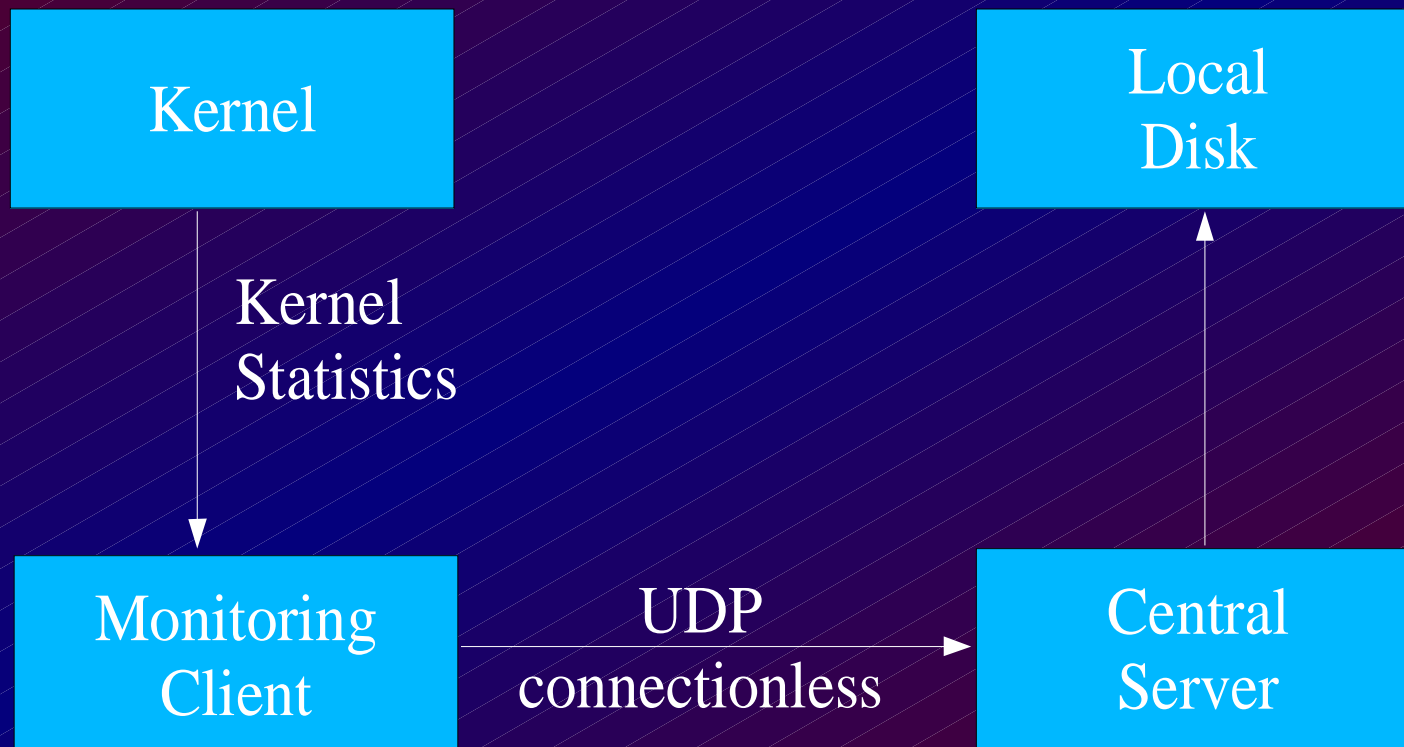 Kernel
Local
Disk
Kernel
Statistics
Monitoring
Client
UDP
connectionless
Central
Server